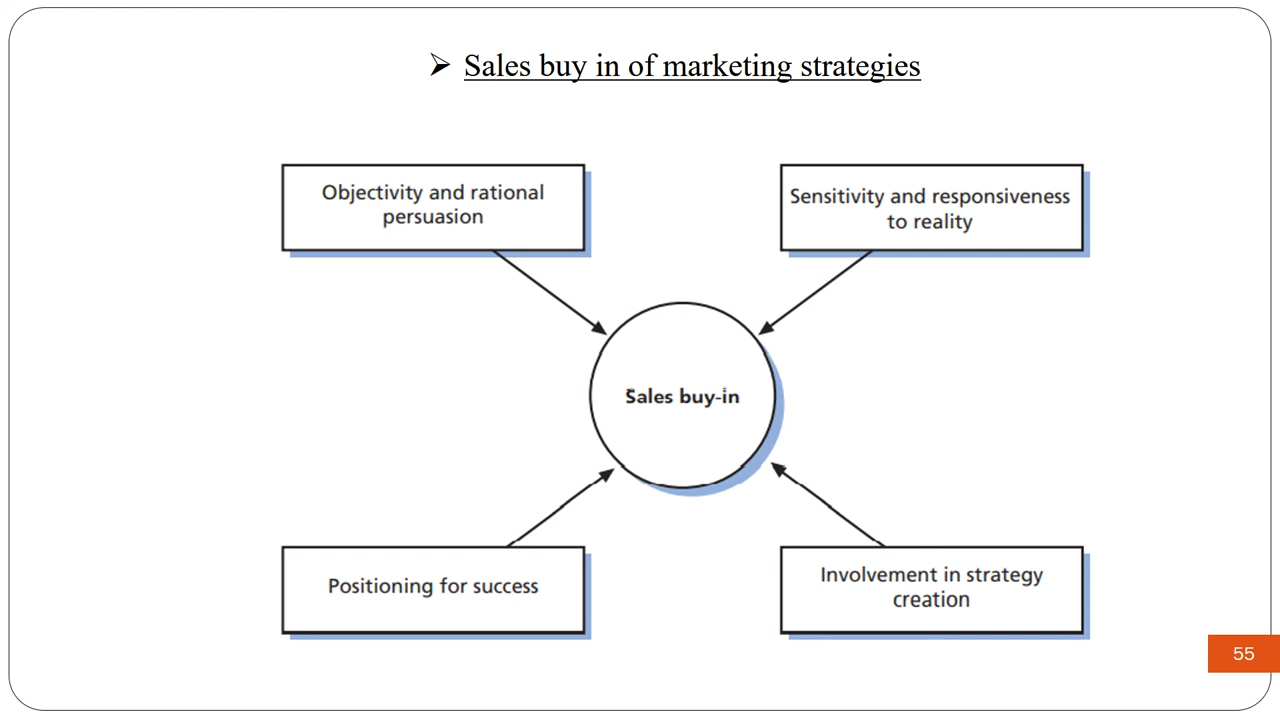 ➢ Sales buy in of marketing strategies
Objectivity and rational
persuasion
Sensitivity and responsiveness
to reality
Sales buy-in
Positioning for success
Involvement in strategy
creation
55